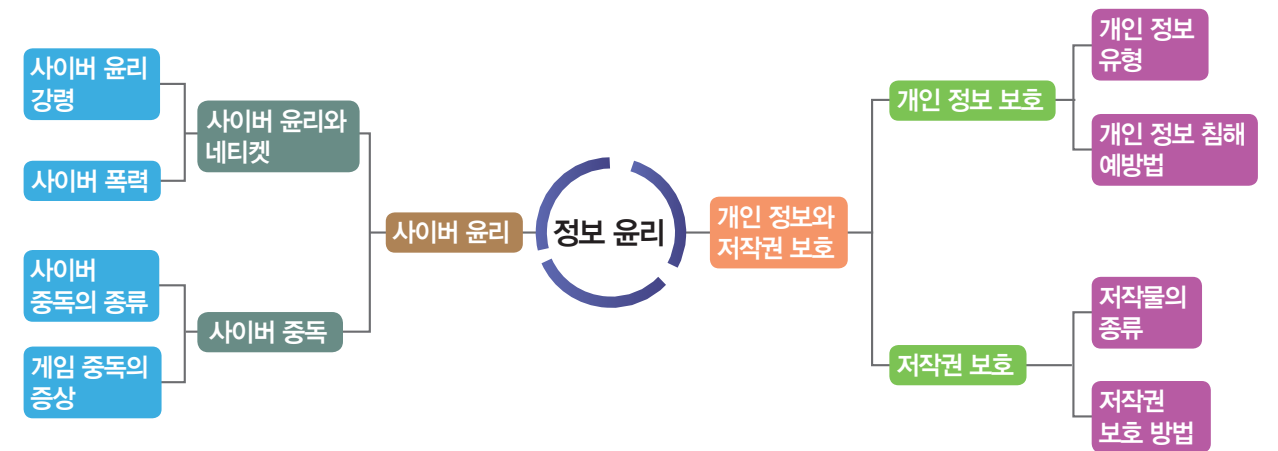 사이버 윤리
강령
사이버 폭력
사이버 윤리와
네티켓
사이버
중독의 종류
게임 중독의
증상
사이버 중독
사이버 윤리
정보 윤리
개인 정보와
저작권 보호
개인 정보 보호
개인 정보
유형
개인 정보 침해
예방법
저작권 보호
저작물의
종류
저작권
보호 방법